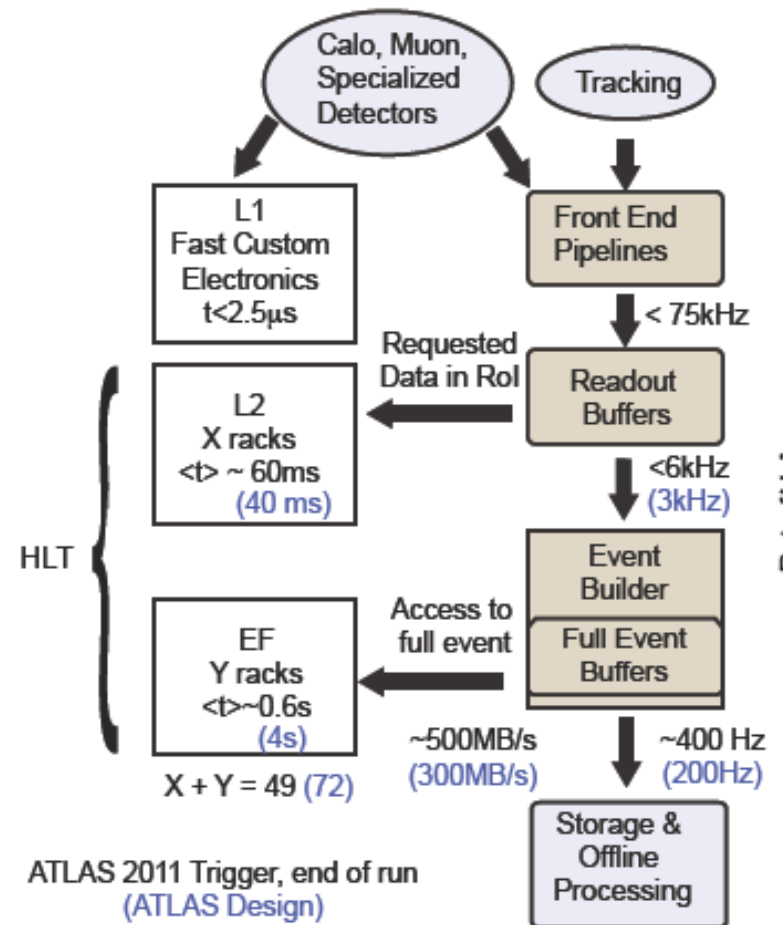 Calo, Muon,
Specialized
Detectors
Tracking
L1
Fast Custom
Electronics
t<2.5μs
Front End
Pipelines
< 75kHz
Requested
Data in RoI
Readout
Buffers
L2
X racks
<t> ~ 60ms
(40 ms)
<6kHz
(3kHz)
HLT
Event
Builder
Full Event
Buffers
Access to
full event
EF
Y racks
<t>~0.6s
(4s)
~500MB/s
(300MB/s)
~400 Hz
(200Hz)
X + Y = 49 (72)
Storage &
Offline
Processing
ATLAS 2011 Trigger, end of run
(ATLAS Design)